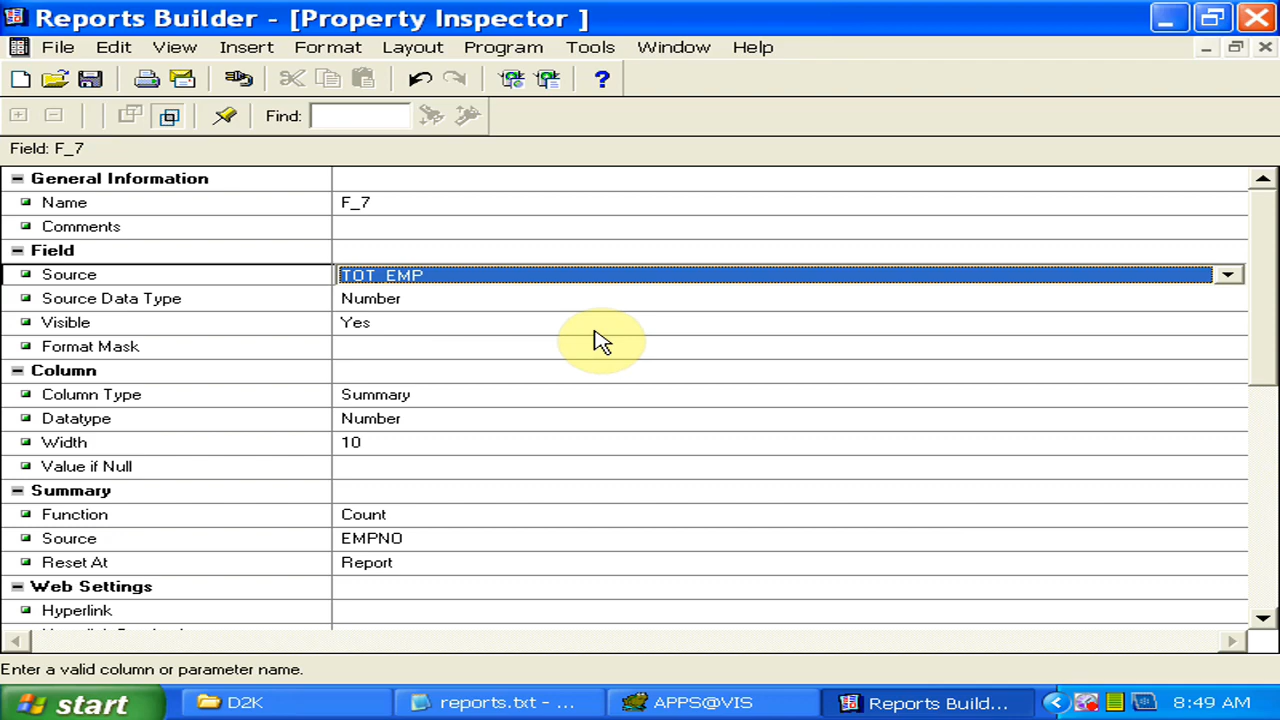 Reports Builder - [Property Inspector ]
File Edit View Insert Format Layout Program Tools Window Help
Find:
Field: F_7
General Information
Name F_7
Comments
Field
Source TOT_EMP
Source Data Type Number
Visible Yes
Format Mask
Column
Column Type Summary
Datatype Number
Width 10
Value if Null
Summary
Function Count
Source EMPNO
Reset At Report
Web Settings
Hyperlink
Enter a valid column or parameter name.
start D2K reports.txt - ... APPS@VIS Reports Build... 8:49 AM